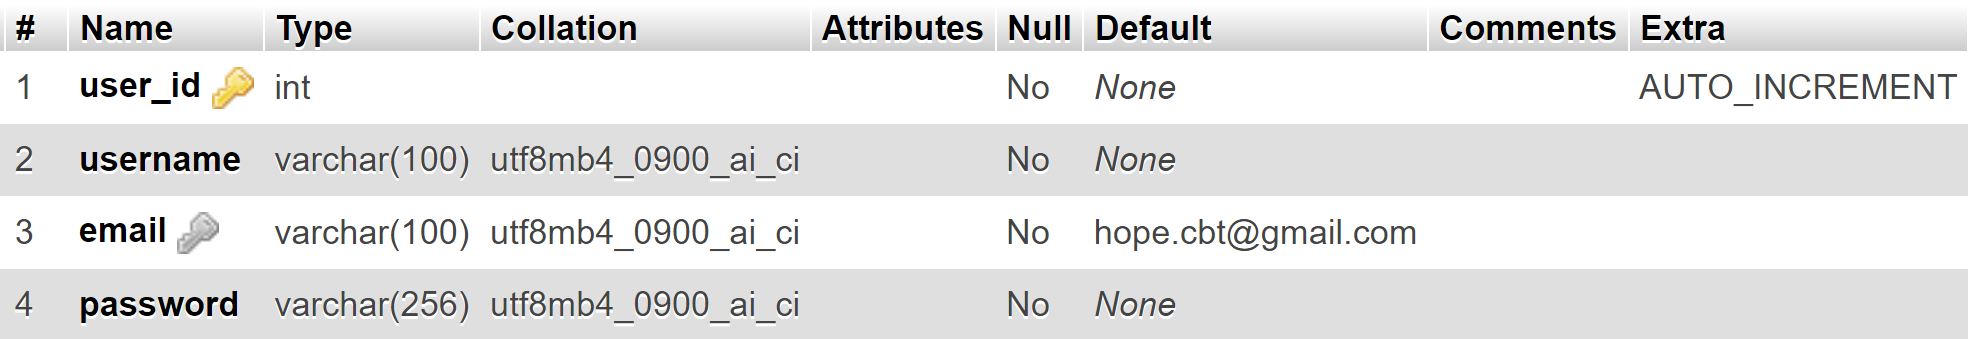 # Name Type Collation Attributes Null Default Comments Extra
1 user_id int No None AUTO_INCREMENT
2 username varchar(100) utf8mb4_0900_ai_ci No None
3 email varchar(100) utf8mb4_0900_ai_ci No hope.cbt@gmail.com
4 password varchar(256) utf8mb4_0900_ai_ci No None